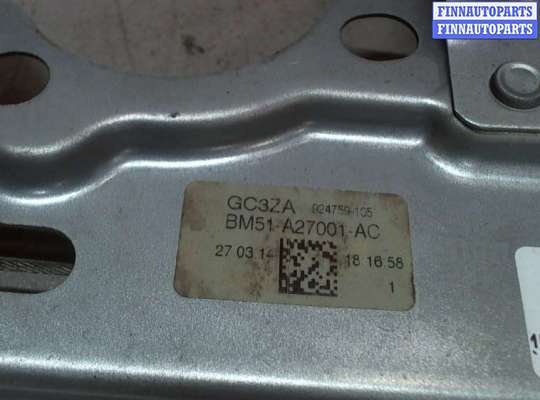 FINNAUTOPARTS
FINNAUTOPARTS
GC3ZA 924759-105
BM51-A27001-AC
27 03.14 18 16:58
1